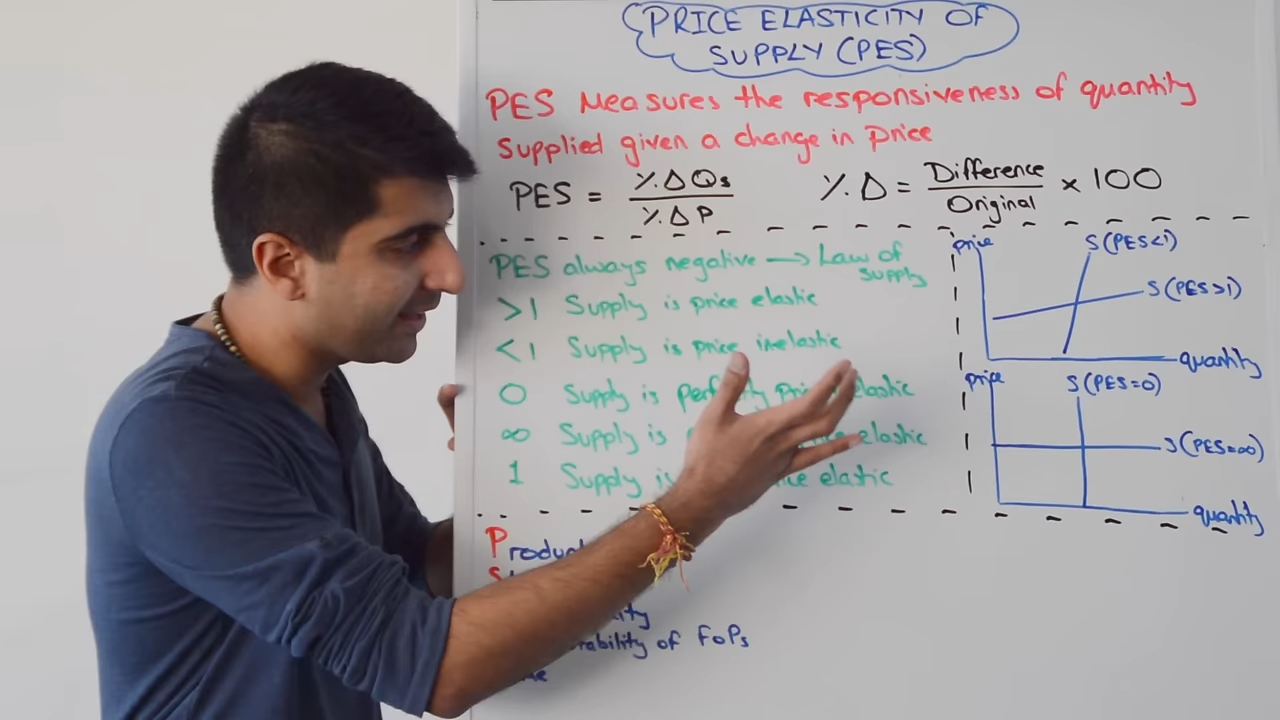 PRICE ELASTICITY OF
SUPPLY (PES)
PES Measures the responsiveness of quantity
Supplied given a change in price
PES = %ΔQs / %ΔP
%Δ = Difference / Original × 100
PES always negative → Law of supply
>1 Supply is price elastic
<1 Supply is price inelastic
0 Supply is
∞ Supply is elastic
1 Supply is elastic
P
of FoPs
price
S(PES<1)
S(PES>1)
quantity
price
S(PES=0)
S(PES=∞)
quantity